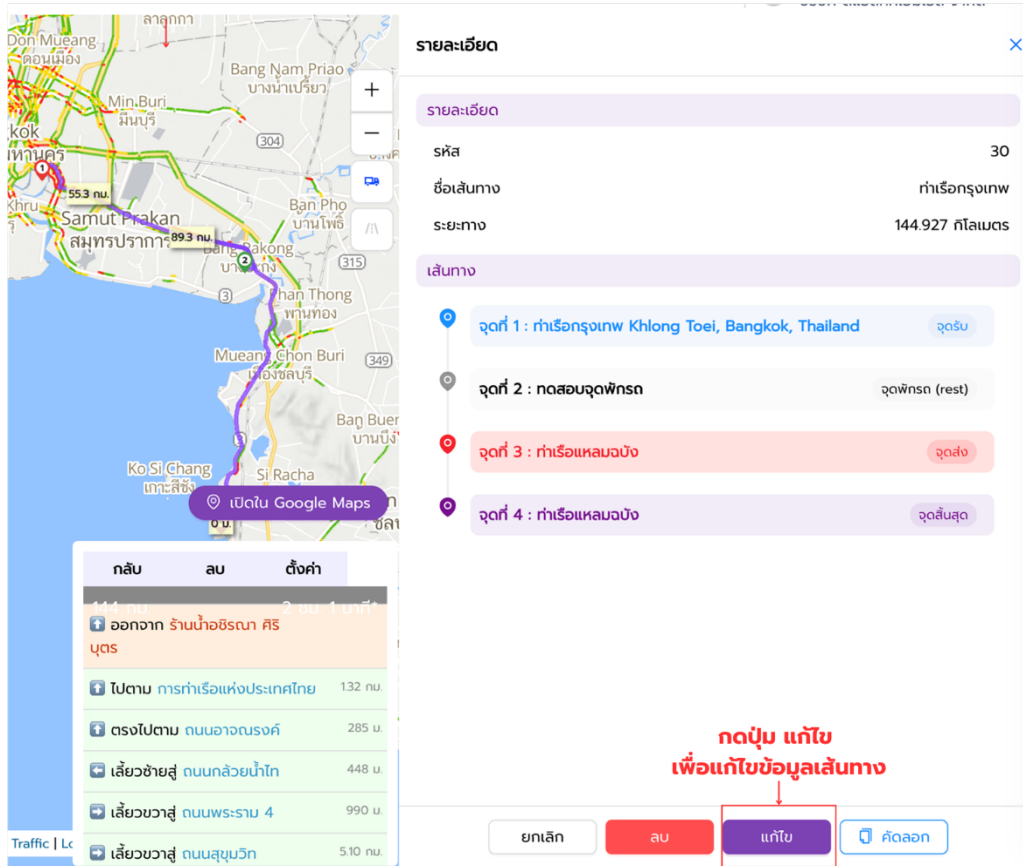 ลำลูกกา
Don Mueang
ดอนเมือง
Bang Nam Priao
บางน้ำเปรี้ยว
Min Buri
มีนบุรี
304
kok
1
55.3 กม.
Khru
Samut Prakan
สมุทรปราการ
89.3 กม.
Bang Pakong
2
Ban Pho
บ้านโพธิ์
315
3
Phan Thong
พานทอง
Mueang Chon Buri
เมืองชลบุรี
349
Ban Bue
บ้านบึง
Ko Si Chang
เกาะสีชัง
Si Racha
เปิดใน Google Maps
0 ม.
กลับ ลบ ตั้งค่า
144 กม. 2 ชม. 1 นาที*
ออกจาก ร้านน้ำอชิรณา ศิริ
บุตร
ไปตาม การท่าเรือแห่งประเทศไทย 132 กม.
ตรงไปตาม ถนนอาจณรงค์ 285 ม.
เลี้ยวซ้ายสู่ ถนนกล้วยน้ำไท 448 ม.
เลี้ยวขวาสู่ ถนนพระราม 4 990 ม.
เลี้ยวขวาสู่ ถนนสุขุมวิท 5.10 กม.
Traffic | Lo
รายละเอียด
รายละเอียด
รหัส 30
ชื่อเส้นทาง ท่าเรือกรุงเทพ
ระยะทาง 144.927 กิโลเมตร
เส้นทาง
จุดที่ 1 : ท่าเรือกรุงเทพ Khlong Toei, Bangkok, Thailand จุดรับ
จุดที่ 2 : ทดสอบจุดพักรถ จุดพักรถ (rest)
จุดที่ 3 : ท่าเรือแหลมฉบัง จุดส่ง
จุดที่ 4 : ท่าเรือแหลมฉบัง จุดสิ้นสุด
กดปุ่ม แก้ไข
เพื่อแก้ไขข้อมูลเส้นทาง
ยกเลิก ลบ แก้ไข คัดลอก